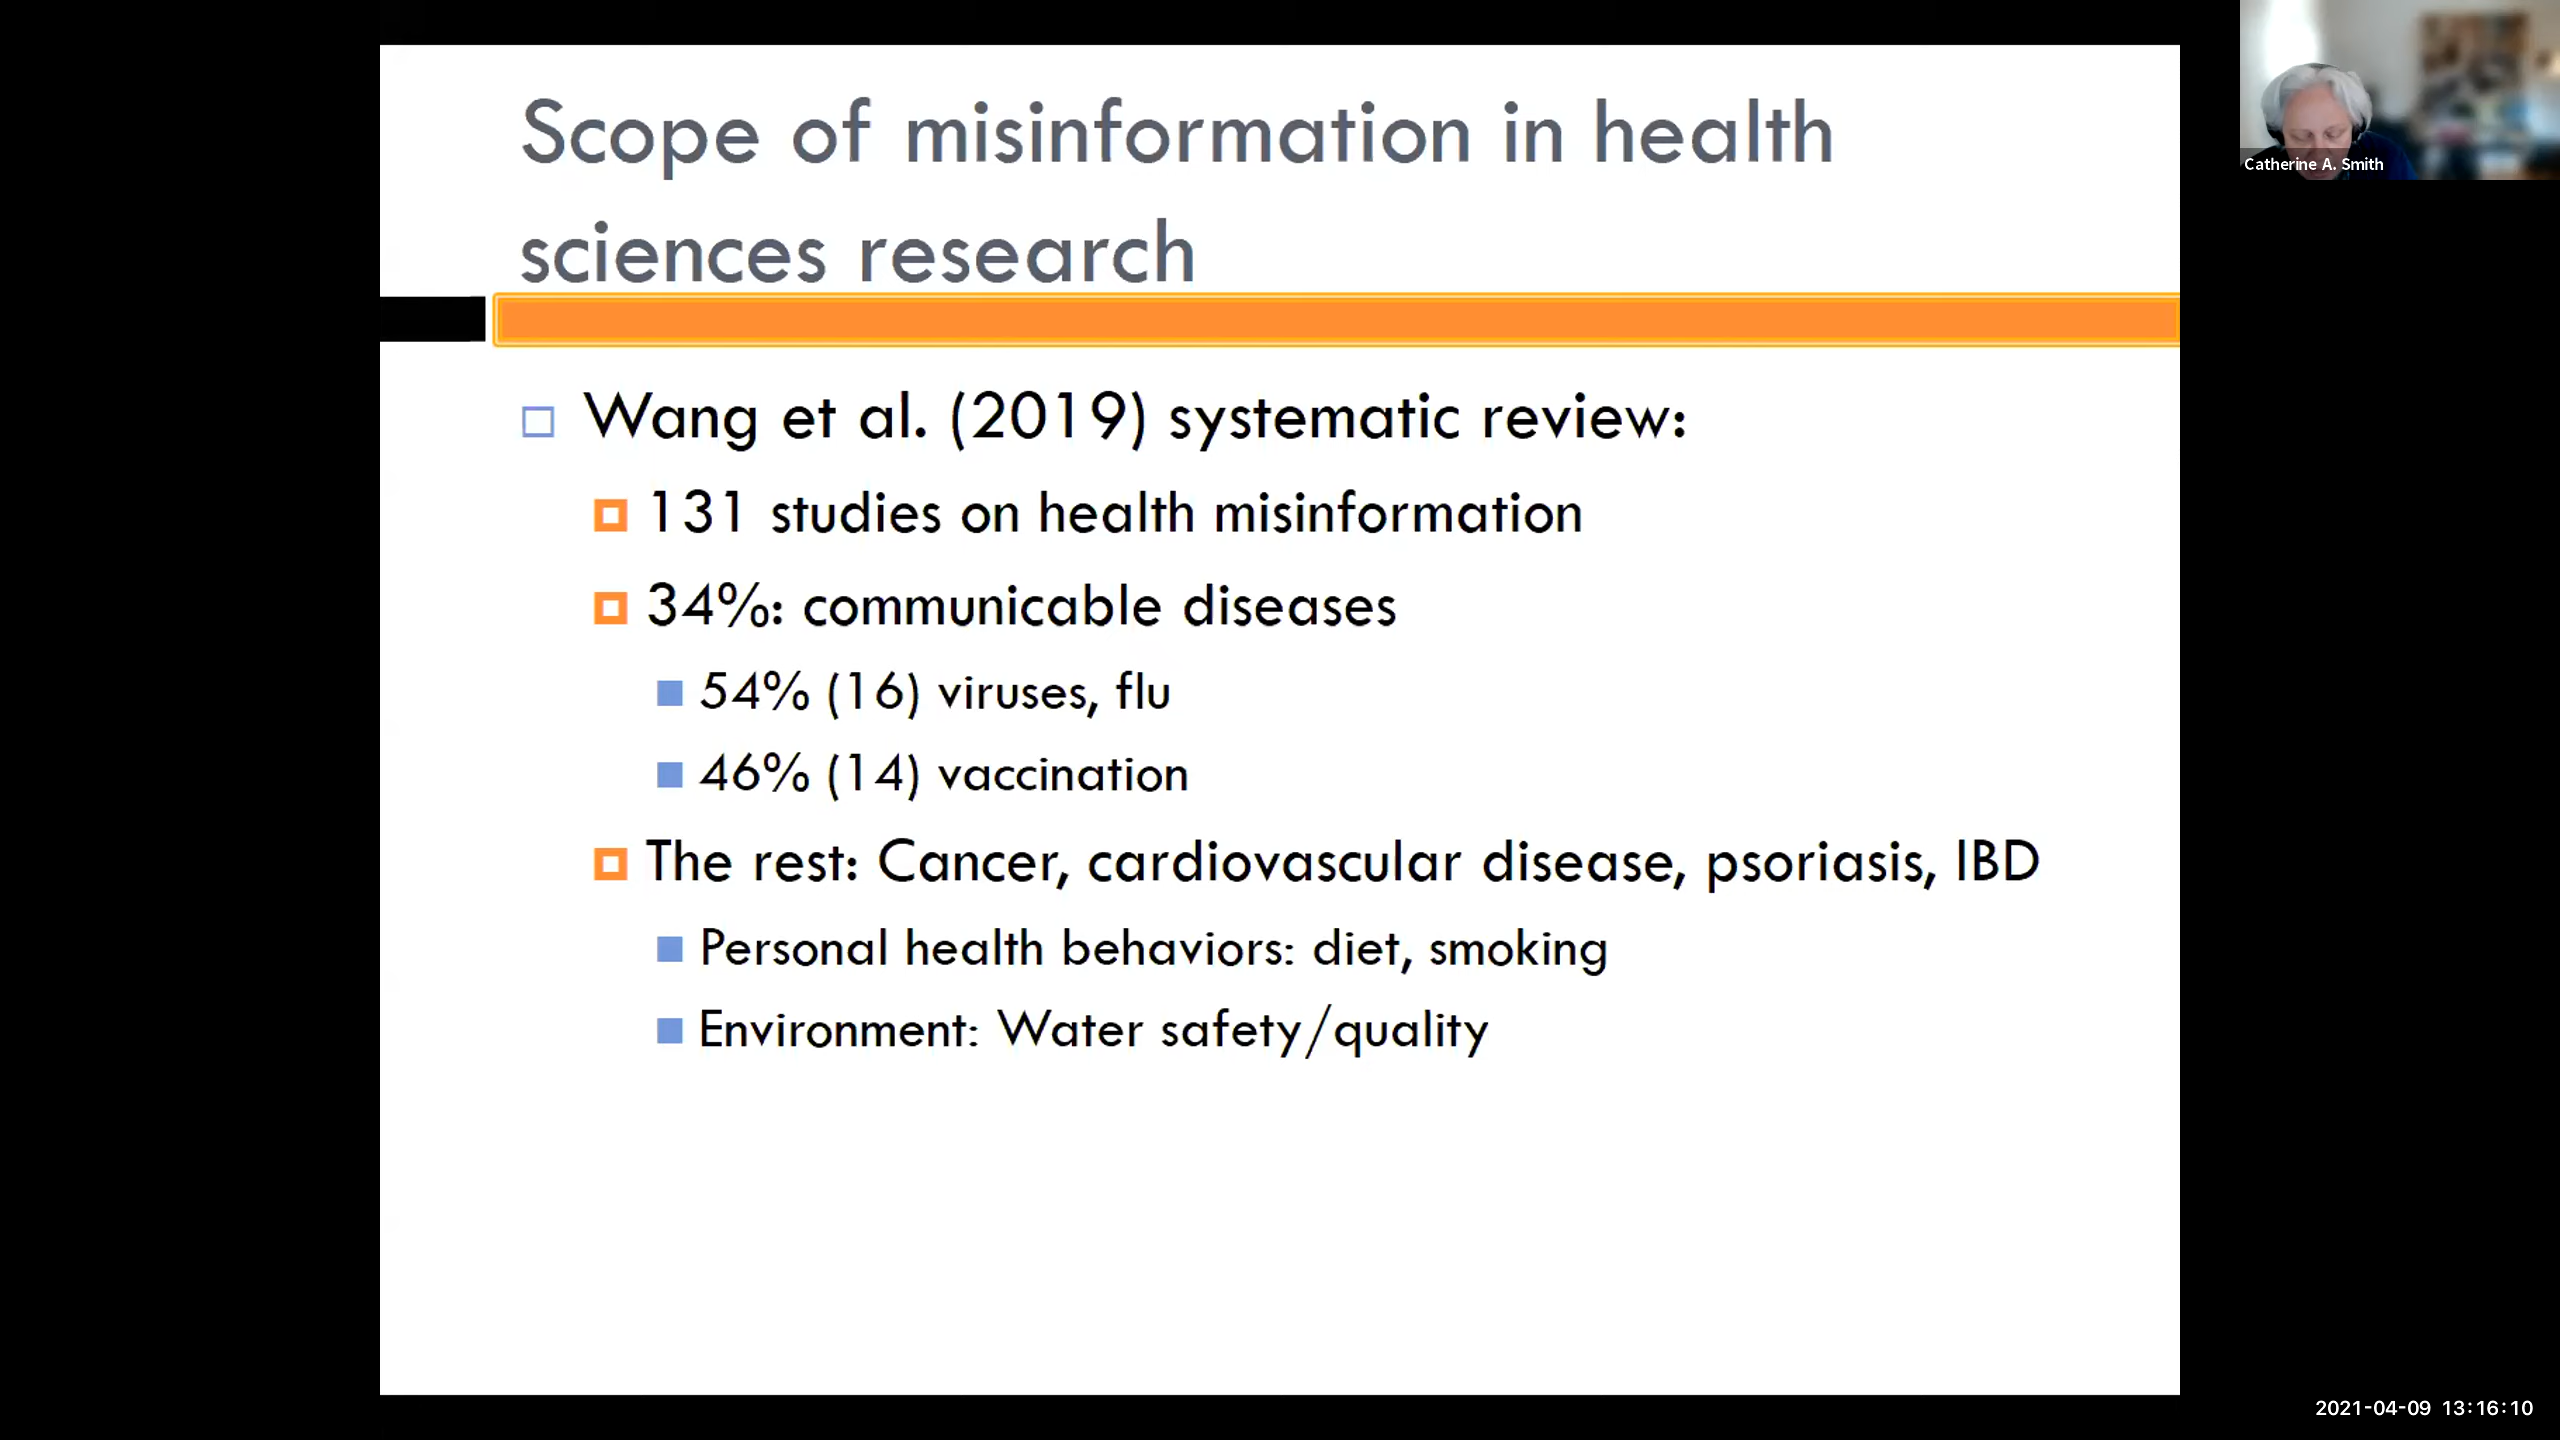 Scope of misinformation in health
sciences research
Wang et al. (2019) systematic review:
131 studies on health misinformation
34%: communicable diseases
54% (16) viruses, flu
46% (14) vaccination
The rest: Cancer, cardiovascular disease, psoriasis, IBD
Personal health behaviors: diet, smoking
Environment: Water safety/quality
Catherine A. Smith
2021-04-09 13:16:10